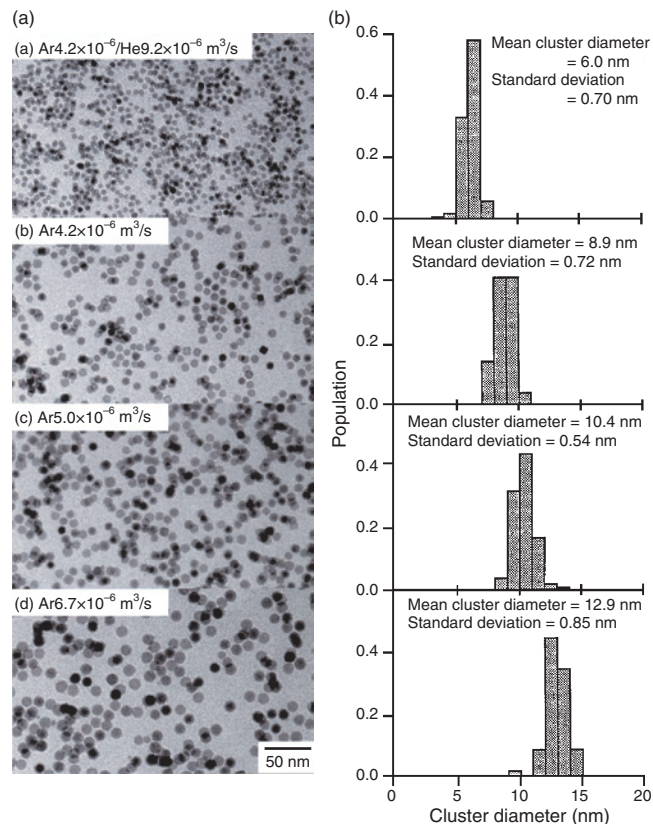 (a)
(a) Ar4.2×10⁻⁶/He9.2×10⁻⁶ m³/s
(b) Ar4.2×10⁻⁶ m³/s
(c) Ar5.0×10⁻⁶ m³/s
(d) Ar6.7×10⁻⁶ m³/s
50 nm
(b)
0.6
Mean cluster diameter
= 6.0 nm
Standard deviation
= 0.70 nm
0.4
0.2
0.0
Mean cluster diameter = 8.9 nm
Standard deviation = 0.72 nm
0.4
0.2
0.0
Population
Mean cluster diameter = 10.4 nm
Standard deviation = 0.54 nm
0.4
0.2
0.0
Mean cluster diameter = 12.9 nm
Standard deviation = 0.85 nm
0.4
0.2
0.0
0 5 10 15 20
Cluster diameter (nm)